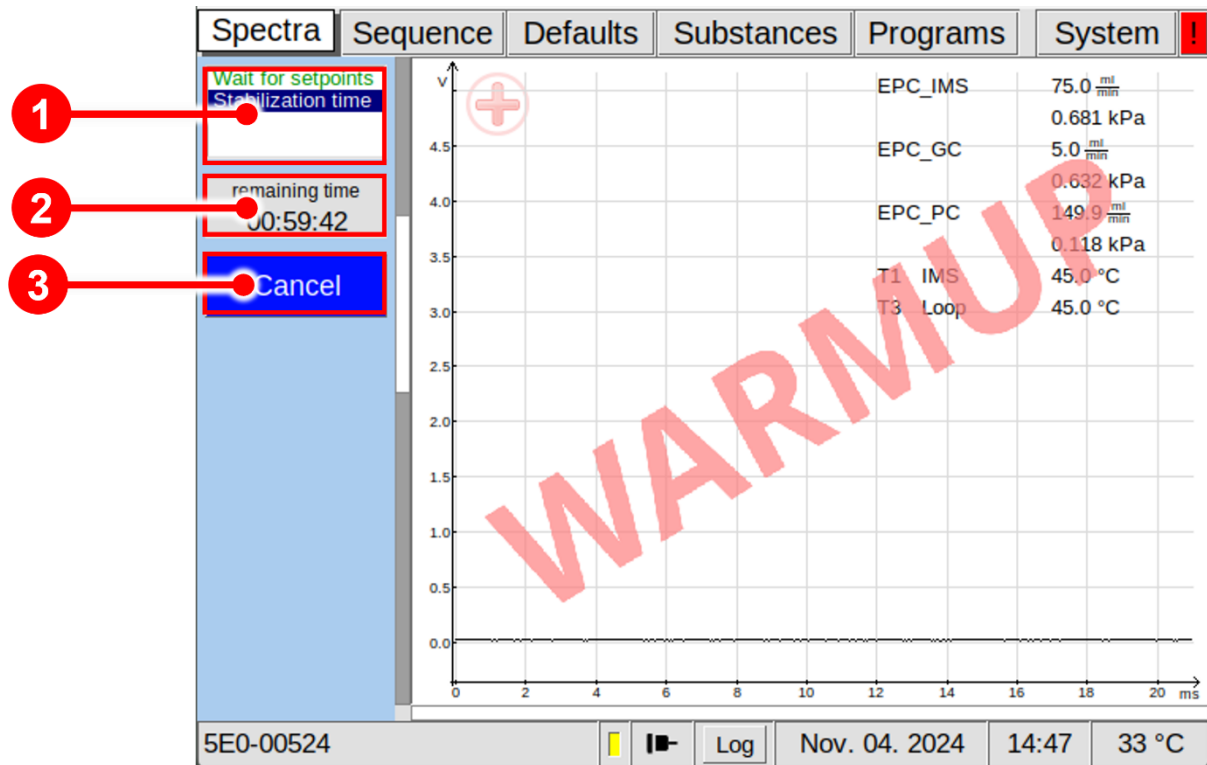 Spectra Sequence Defaults Substances Programs System !
1
Wait for setpoints
Stabilization time
2
remaining time
00:59:42
3
Cancel
V
4.5
4.0
3.5
3.0
2.5
2.0
1.5
1.0
0.5
0.0
0 2 4 6 8 10 12 14 16 18 20 ms
EPC_IMS 75.0 ml/min
0.681 kPa
EPC_GC 5.0 ml/min
0.632 kPa
EPC_PC 149.9 ml/min
0.118 kPa
T1 IMS 45.0 °C
T3 Loop 45.0 °C
WARMUP
5E0-00524 Log Nov. 04. 2024 14:47 33 °C